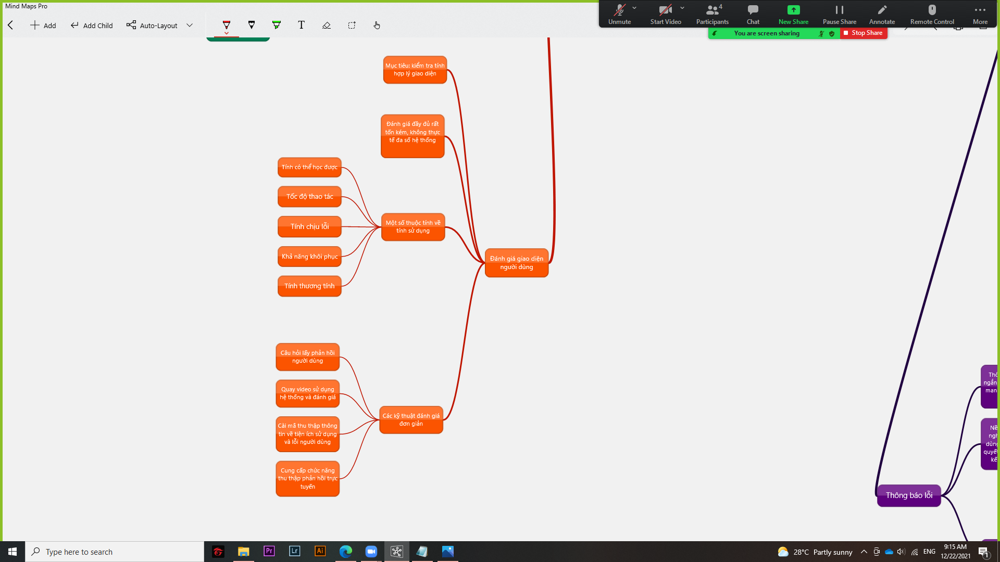 Mind Maps Pro
Add
Add Child
Auto-Layout
T
Unmute
Start Video
4
Participants
Chat
New Share
Pause Share
Annotate
Remote Control
More
You are screen sharing
Stop Share
Mục tiêu: kiểm tra tính
hợp lý giao diện
Đánh giá đầy đủ rất
tốn kém, không thực
tế đa số hệ thống
Tính có thể học được
Tốc độ thao tác
Tính chịu lỗi
Khả năng khôi phục
Tính thương tính
Một số thuộc tính về
tính sử dụng
Đánh giá giao diện
người dùng
Câu hỏi lấy phản hồi
người dùng
Quay video sử dụng
hệ thống và đánh giá
Cài mã thu thập thông
tin về tiện ích sử dụng
và lỗi người dùng
Cung cấp chức năng
thu thập phản hồi trực
tuyến
Các kỹ thuật đánh giá
đơn giản
ngắn
man
dùng
quyết
Thông báo lỗi
Type here to search
Pr
Lr
Ai
28°C Partly sunny
ENG
9:15 AM
12/22/2021
1